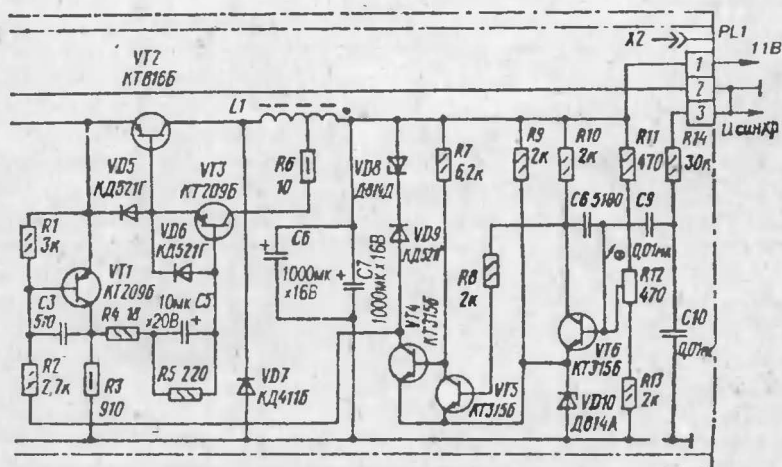 VT2
КТ816Б
X2
PL1
11В
1
2
3
U синхр
L1
VD5
КД521Г
VT3
КТ209Б
R6
10
VD8
Д814Д
R7
6,2к
R9
2к
R10
2к
R11
470
R14
30к
R1
3к
VD6
КД521Г
C6
1000мк
х16В
C7
1000мк х 16В
VD9
КД521Г
C8 5100
C9
0,01мк
VT1
КТ209Б
C3
510
R4 18
10мк
х20В
C5
VT4
КТ315Б
R8
2к
R12
470
C10
0,01мк
R2
2,7к
R3
910
R5 220
VD7
КД411Б
VT5
КТ315Б
VT6
КТ315Б
VD10
Д814А
R13
2к